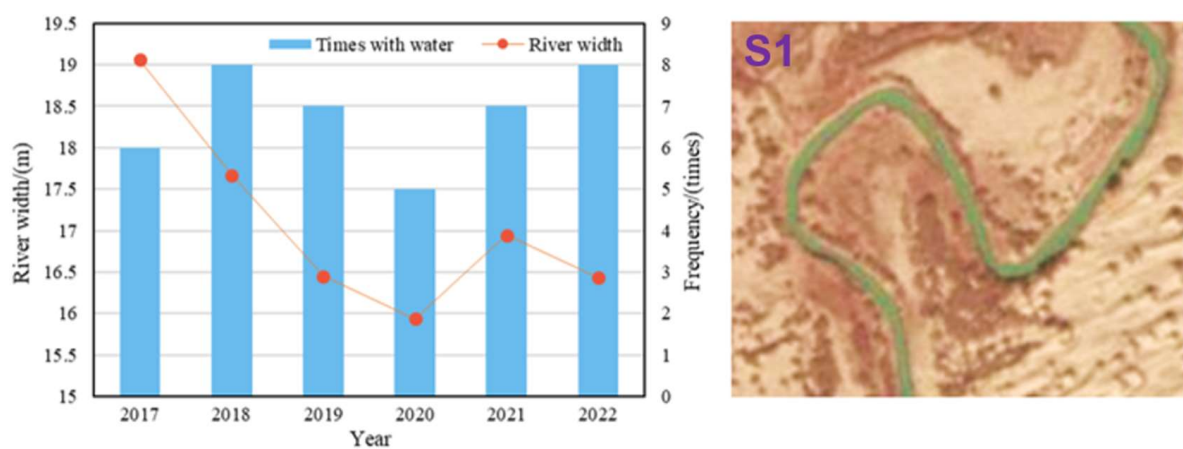 Times with water
River width
River width/(m)
19.5
19
18.5
18
17.5
17
16.5
16
15.5
15
9
8
7
6
5
4
3
2
1
0
Frequency/(times)
2017 2018 2019 2020 2021 2022
Year
S1